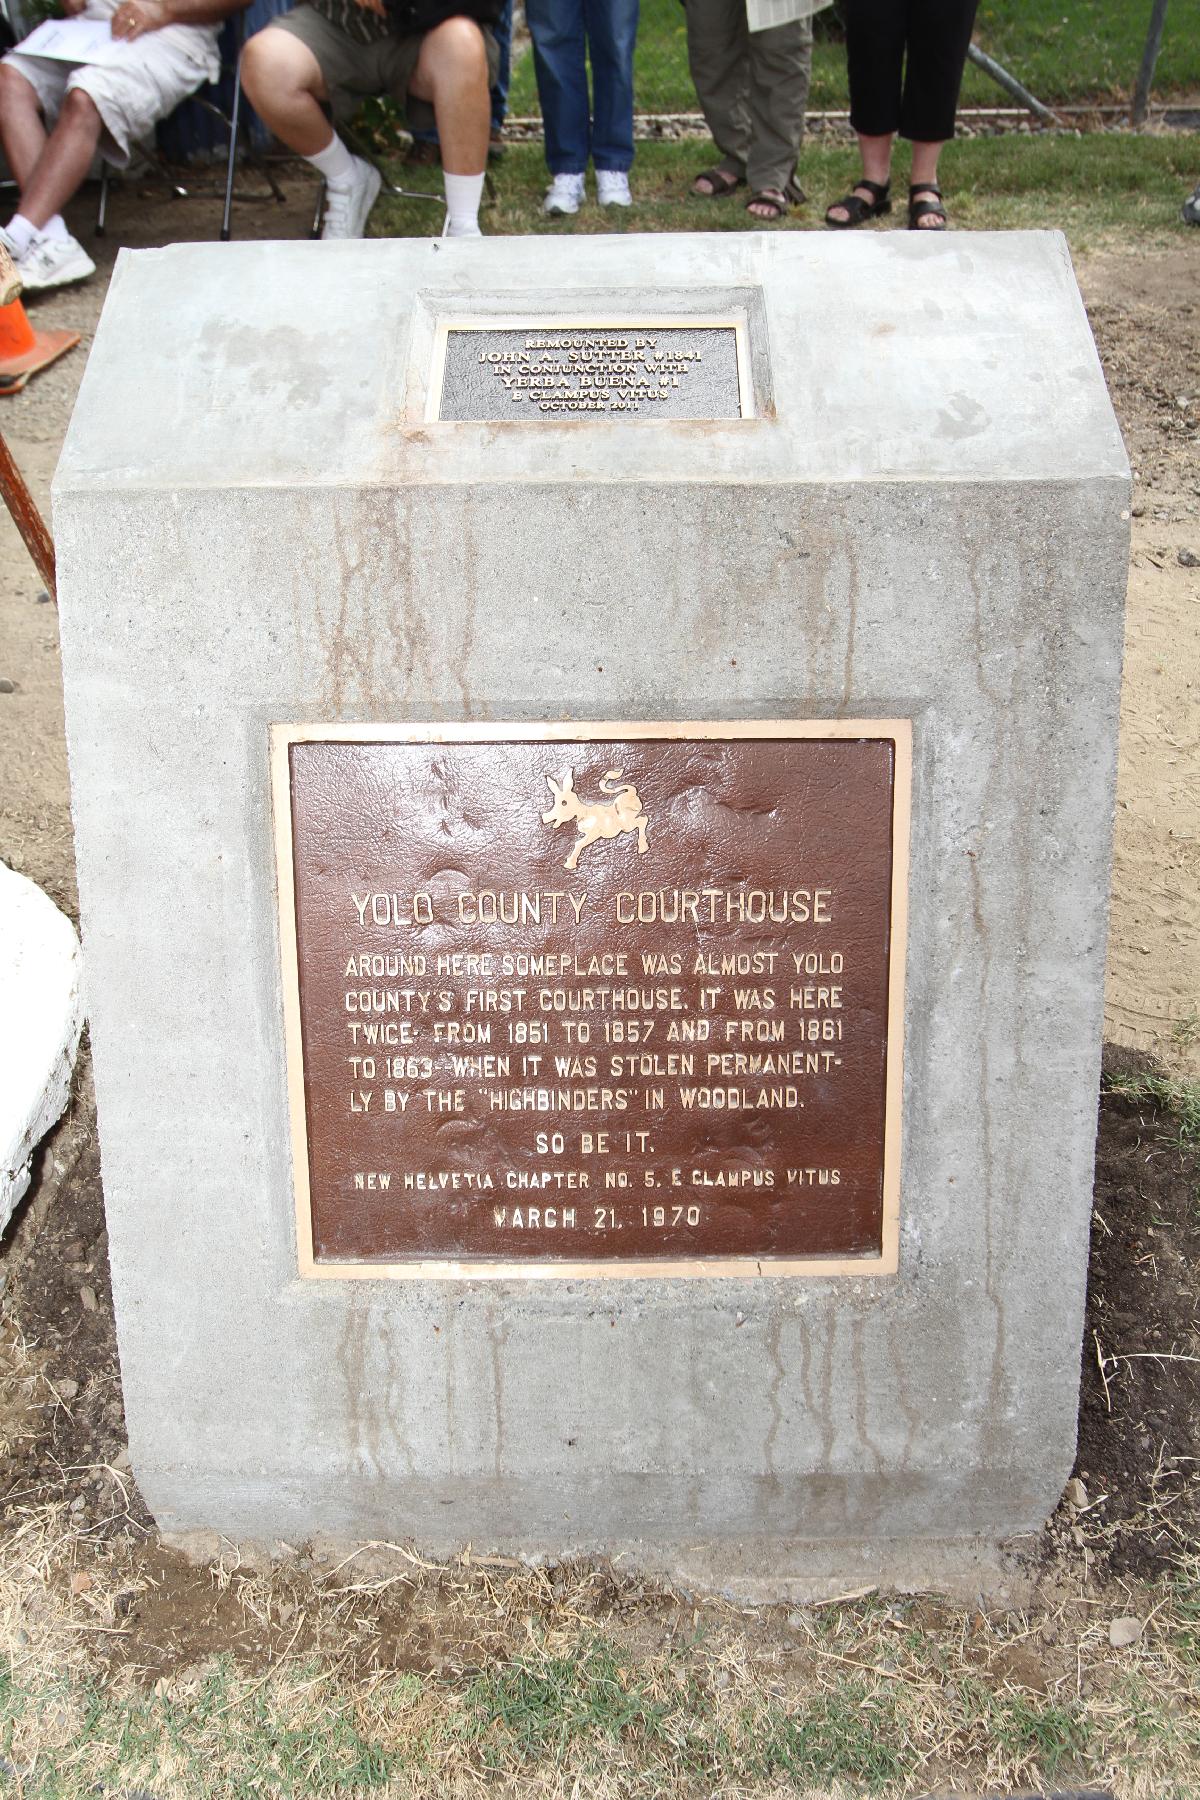 REMOUNTED BY
JOHN A. SUTTER #1841
IN CONJUNCTION WITH
YERBA BUENA #1
E CLAMPUS VITUS
OCTOBER 2011
YOLO COUNTY COURTHOUSE
AROUND HERE SOMEPLACE WAS ALMOST YOLO
COUNTY'S FIRST COURTHOUSE. IT WAS HERE
TWICE- FROM 1851 TO 1857 AND FROM 1861
TO 1863--WHEN IT WAS STOLEN PERMANENT-
LY BY THE "HIGHBINDERS" IN WOODLAND.
SO BE IT.
NEW HELVETIA CHAPTER NO. 5, E CLAMPUS VITUS
MARCH 21, 1970